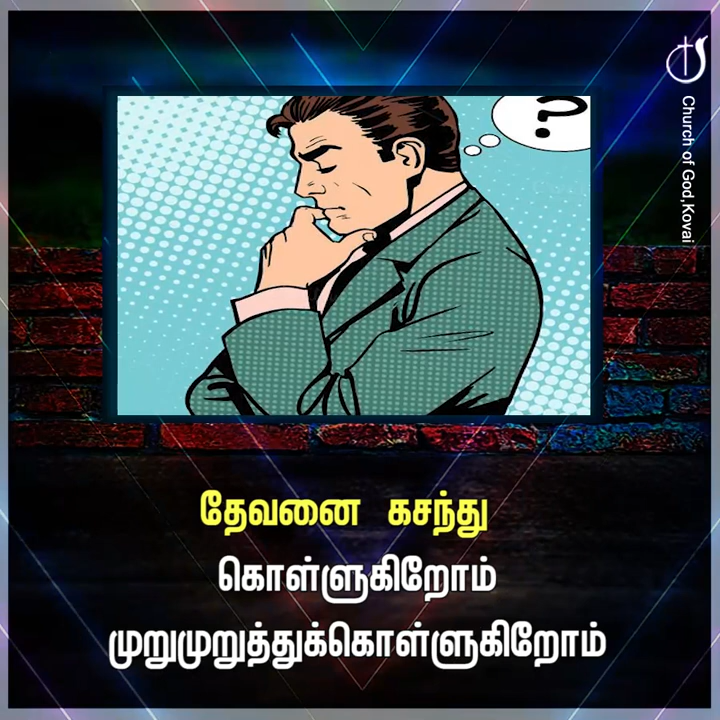 ?
Church of God,Kovai
தேவனை கசந்து
கொள்ளுகிறோம்
முறுமுறுத்துக்கொள்ளுகிறோம்